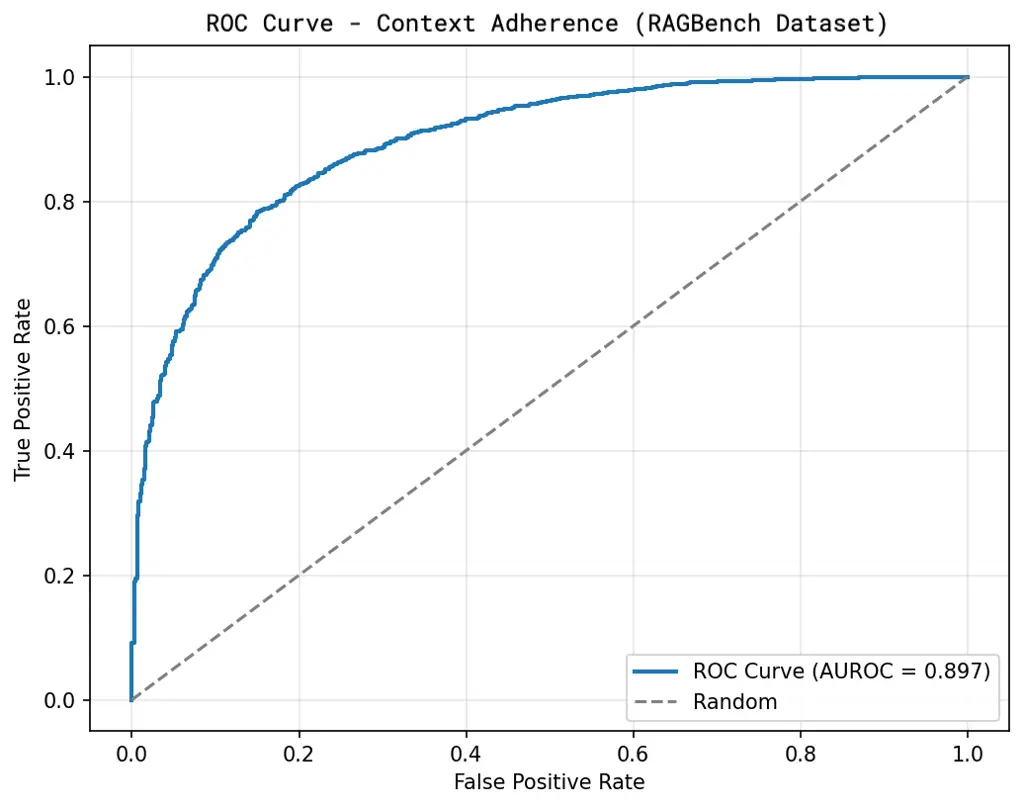 ROC Curve - Context Adherence (RAGBench Dataset)
True Positive Rate
1.0
0.8
0.6
0.4
0.2
0.0
ROC Curve (AUROC = 0.897)
Random
0.0 0.2 0.4 0.6 0.8 1.0
False Positive Rate